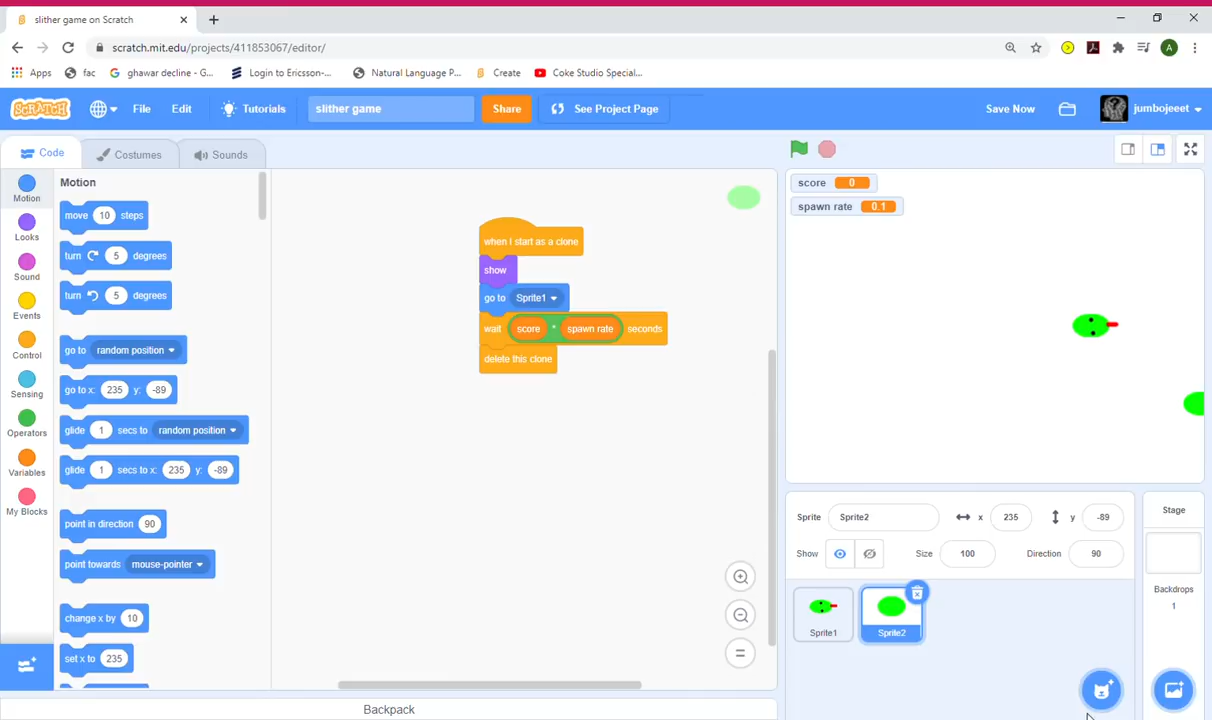 slither game on Scratch
scratch.mit.edu/projects/411853067/editor/
A
Apps fac ghawar decline - G... Login to Ericsson-... Natural Language P... Create Coke Studio Special...
SCRATCH File Edit Tutorials slither game Share See Project Page Save Now jumbojeeet
Code Costumes Sounds
Motion
Looks
Sound
Events
Control
Sensing
Operators
Variables
My Blocks
Motion
move 10 steps
turn 5 degrees
turn 5 degrees
go to random position
go to x: 235 y: -89
glide 1 secs to random position
glide 1 secs to x: 235 y: -89
point in direction 90
point towards mouse-pointer
change x by 10
set x to 235
when I start as a clone
show
go to Sprite1
wait score * spawn rate seconds
delete this clone
score 0
spawn rate 0.1
Sprite Sprite2 x 235 y -89
Show Size 100 Direction 90
Sprite1 Sprite2
Stage
Backdrops
1
Backpack